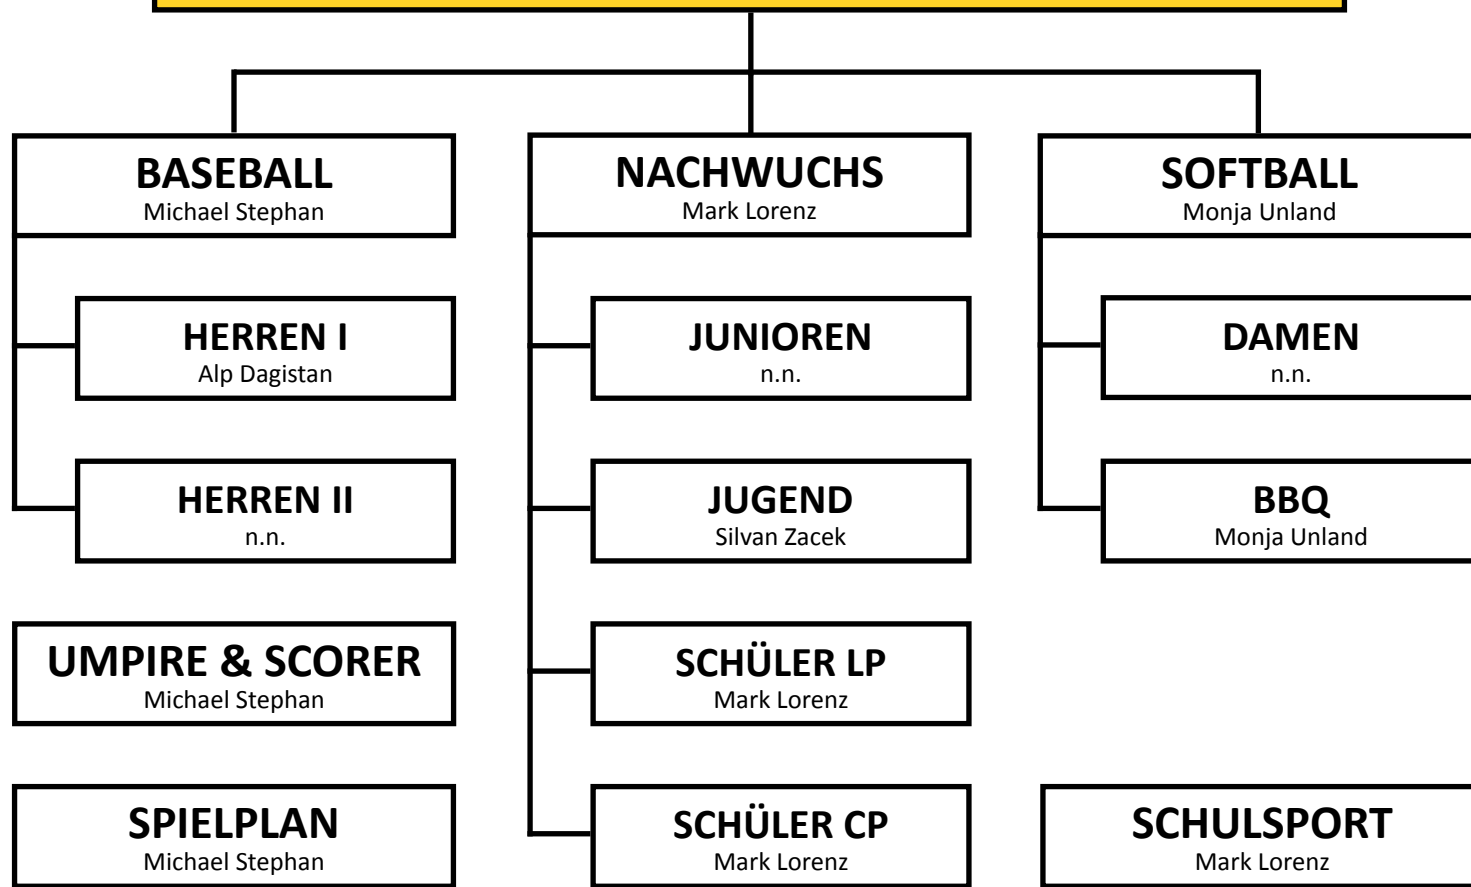 BASEBALL
Michael Stephan
HERREN I
Alp Dagistan
HERREN II
n.n.
UMPIRE & SCORER
Michael Stephan
SPIELPLAN
Michael Stephan
NACHWUCHS
Mark Lorenz
JUNIOREN
n.n.
JUGEND
Silvan Zacek
SCHÜLER LP
Mark Lorenz
SCHÜLER CP
Mark Lorenz
SOFTBALL
Monja Unland
DAMEN
n.n.
BBQ
Monja Unland
SCHULSPORT
Mark Lorenz